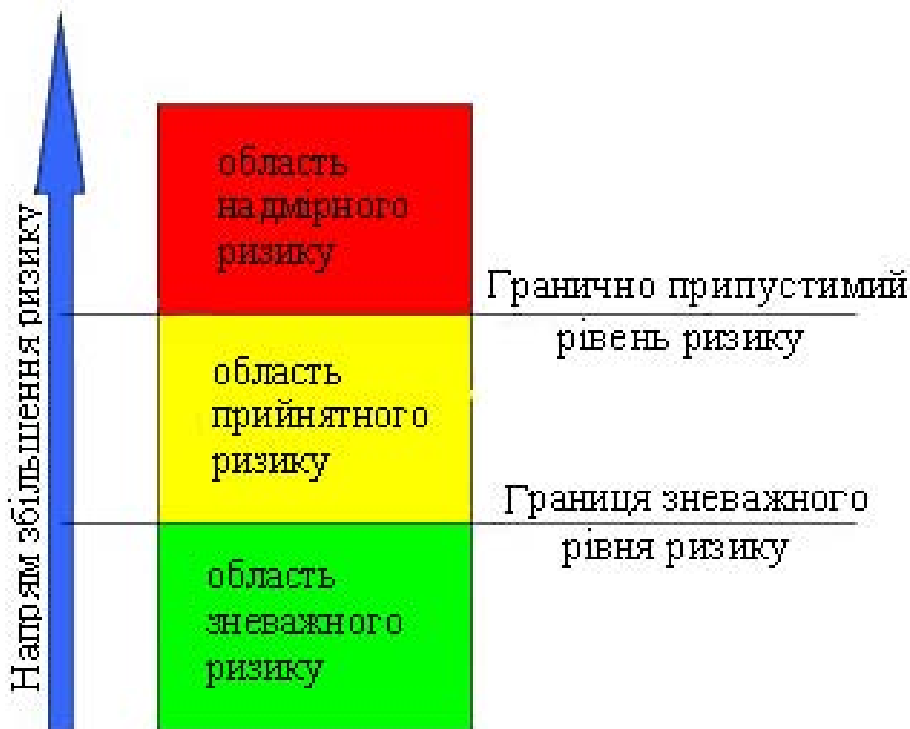 Напрям збільшення ризику
область
надмірного
ризику
Гранично припустимий
рівень ризику
область
прийнятного
ризику
Границя зневажного
рівня ризику
область
зневажного
ризику